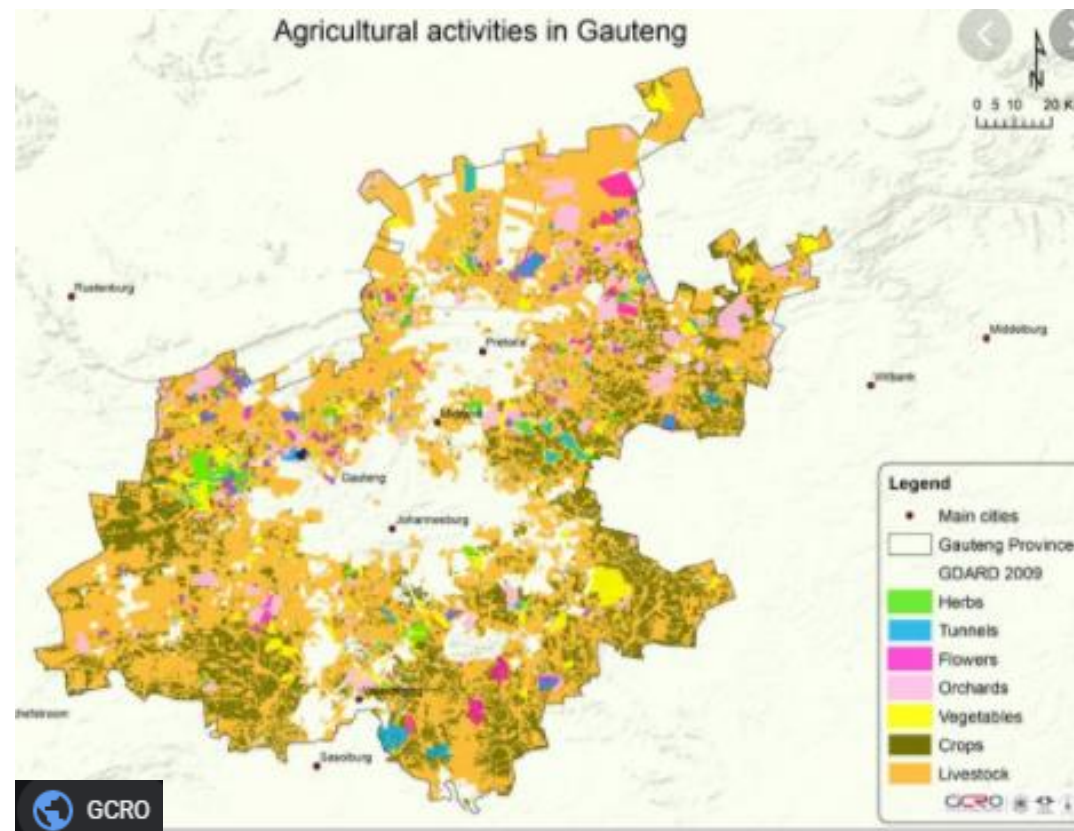 Agricultural activities in Gauteng
N
0 5 10 20 K
Rustenburg
Pretoria
Middelburg
Witbank
Gauteng
Johannesburg
Sasolburg
chefstroom
Legend
Main cities
Gauteng Province
GDARD 2009
Herbs
Tunnels
Flowers
Orchards
Vegetables
Crops
Livestock
GCRO
GCRO